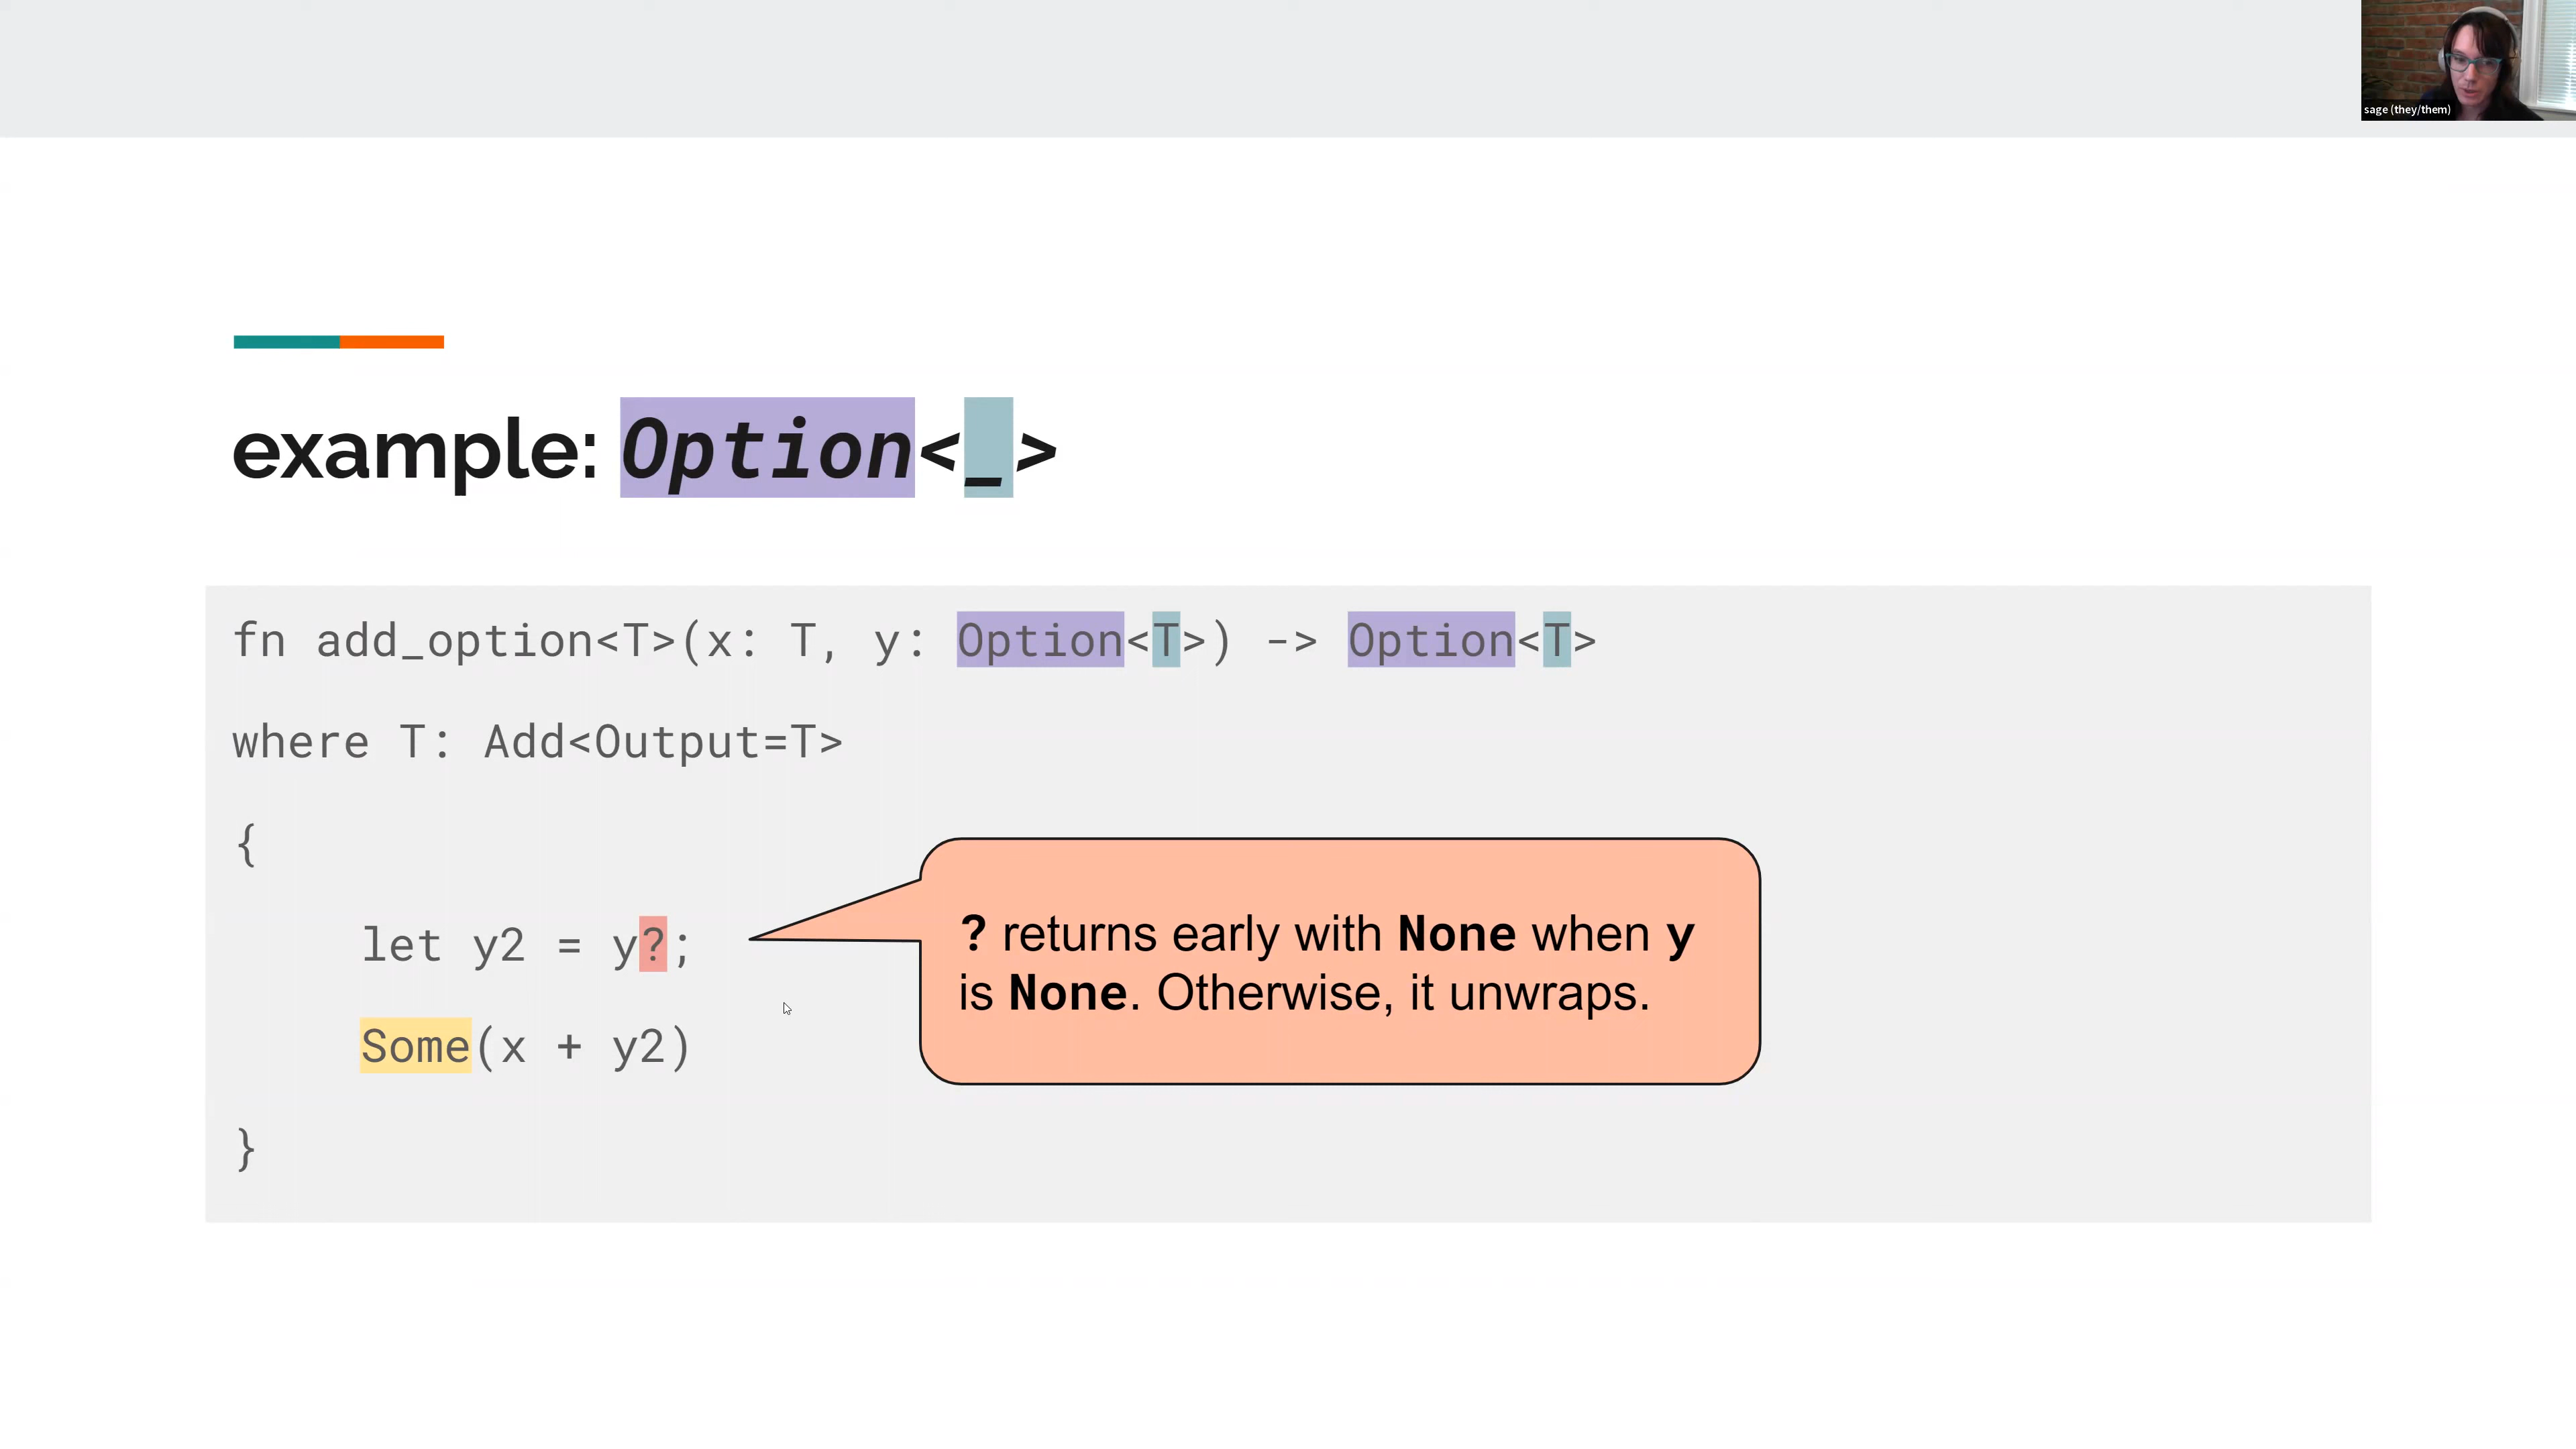 sage (they/them)
example: Option<_>
fn add_option<T>(x: T, y: Option<T>) -> Option<T>
where T: Add<Output=T>
{
let y2 = y?;
Some(x + y2)
}
? returns early with None when y
is None. Otherwise, it unwraps.